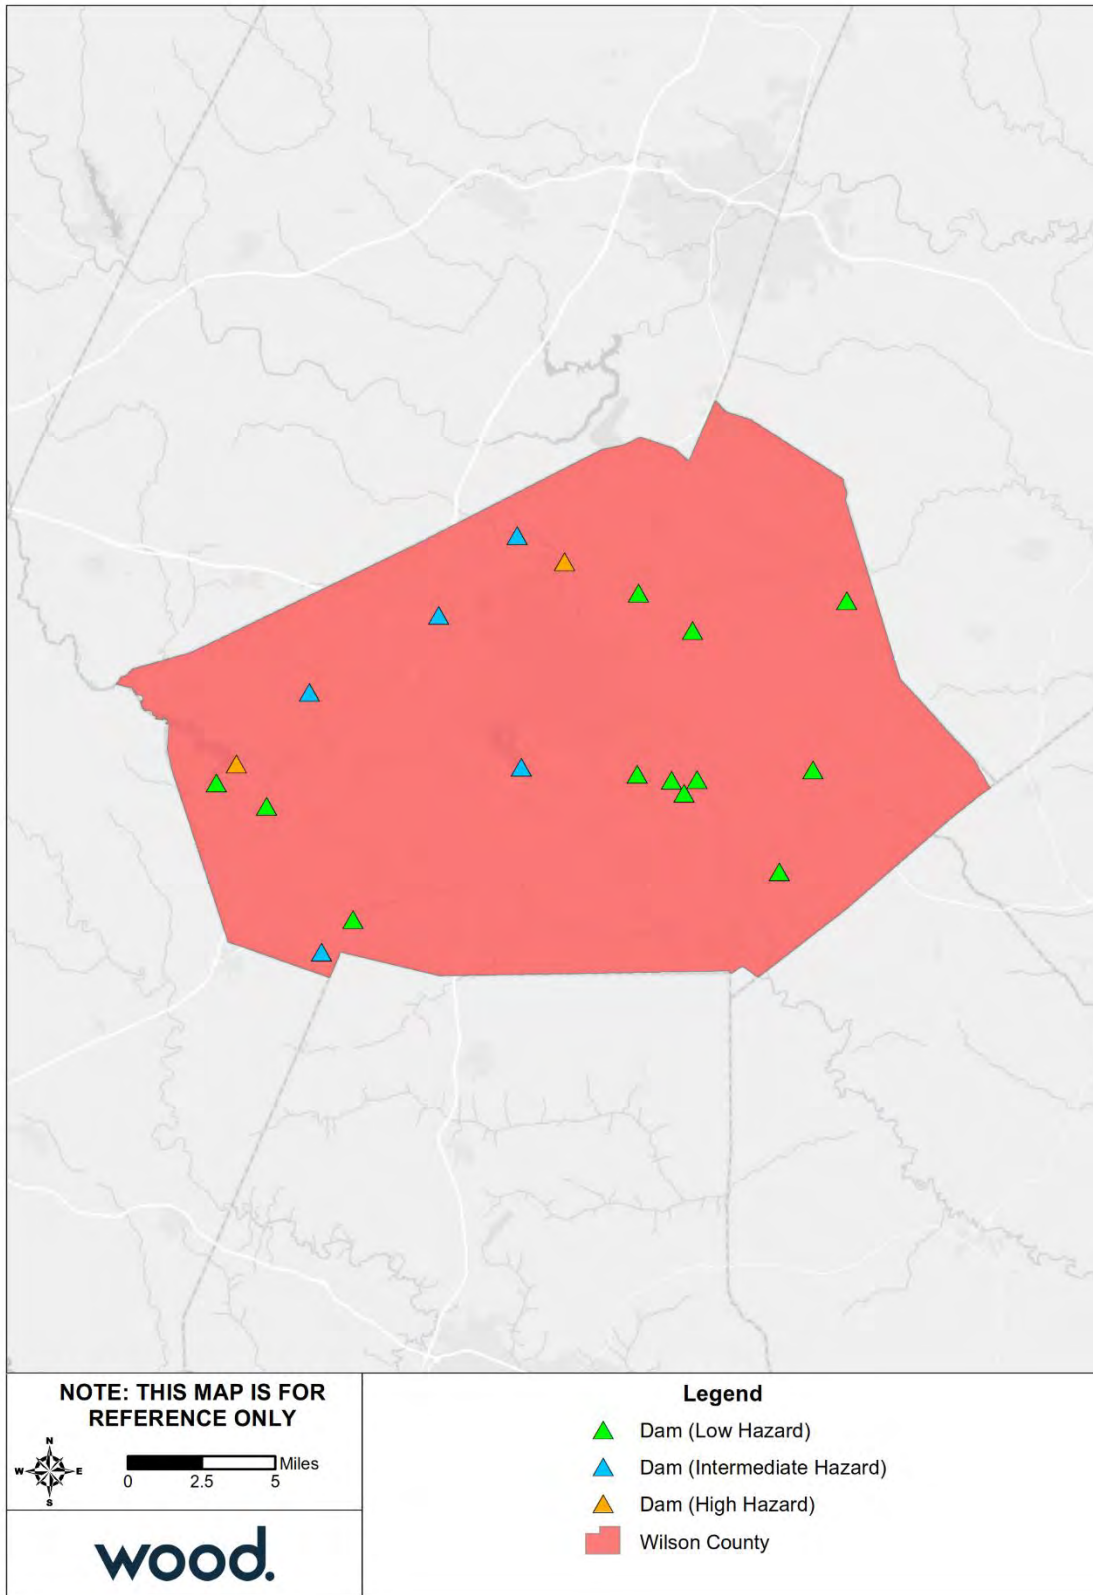 NOTE: THIS MAP IS FOR
REFERENCE ONLY
N
W E
S
Miles
0 2.5 5
wood.
Legend
Dam (Low Hazard)
Dam (Intermediate Hazard)
Dam (High Hazard)
Wilson County